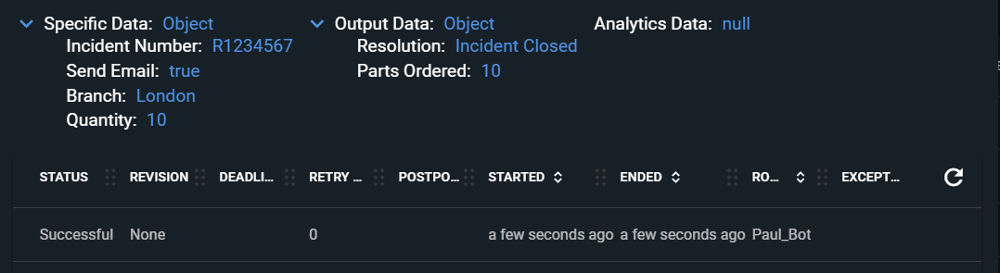 Specific Data: Object Output Data: Object Analytics Data: null
Incident Number: R1234567 Resolution: Incident Closed
Send Email: true Parts Ordered: 10
Branch: London
Quantity: 10
STATUS REVISION DEADLI... RETRY ... POSTPO... STARTED ENDED RO... EXCEPT...
Successful None 0 a few seconds ago a few seconds ago Paul_Bot